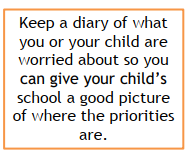 Keep a diary of what
you or your child are
worried about so you
can give your child's
school a good picture
of where the priorities
are.